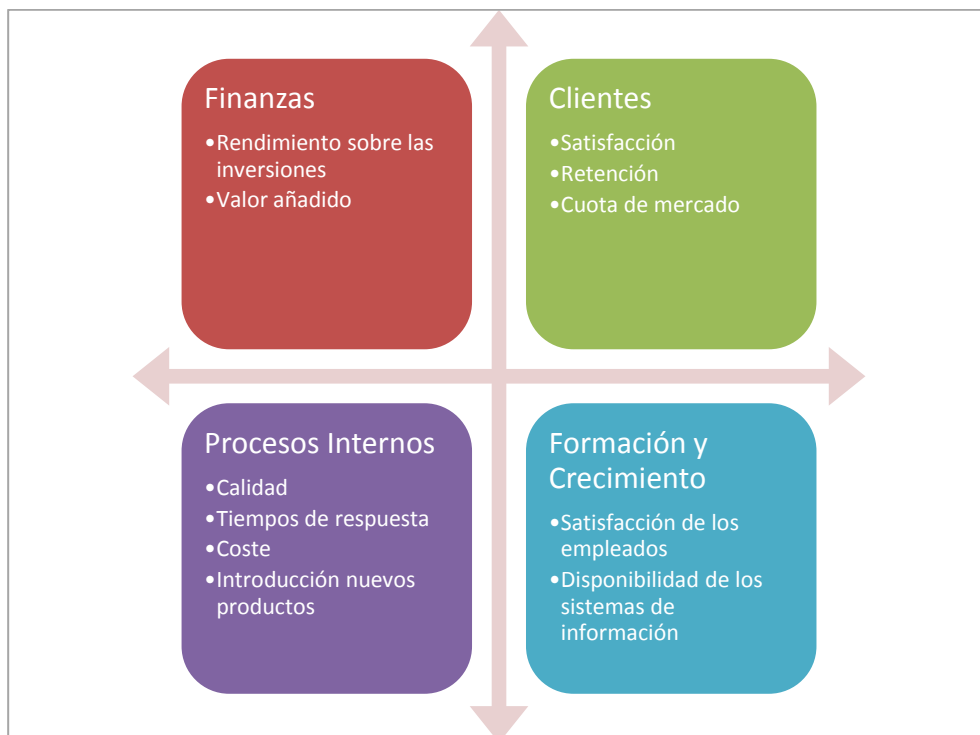 Finanzas
•Rendimiento sobre las
inversiones
•Valor añadido
Clientes
•Satisfacción
•Retención
•Cuota de mercado
Procesos Internos
•Calidad
•Tiempos de respuesta
•Coste
•Introducción nuevos
productos
Formación y
Crecimiento
•Satisfacción de los
empleados
•Disponibilidad de los
sistemas de
información